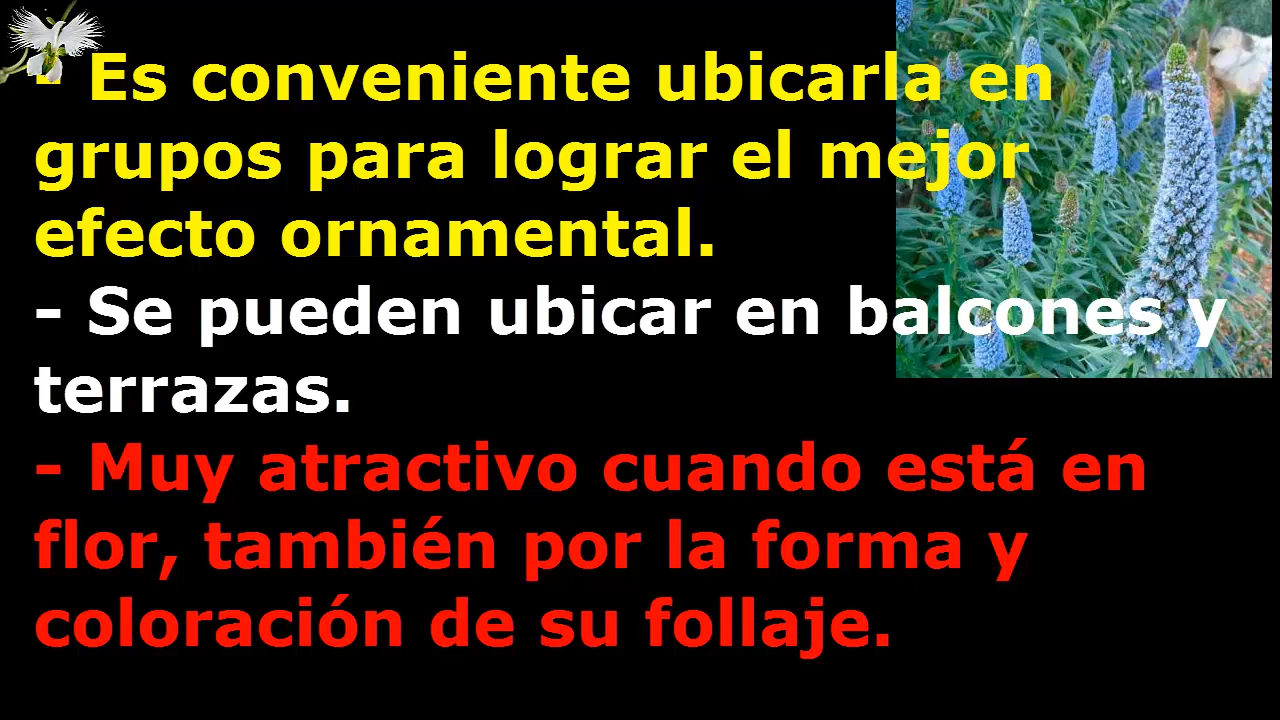 - Es conveniente ubicarla en
grupos para lograr el mejor
efecto ornamental.
- Se pueden ubicar en balcones y
terrazas.
- Muy atractivo cuando está en
flor, también por la forma y
coloración de su follaje.